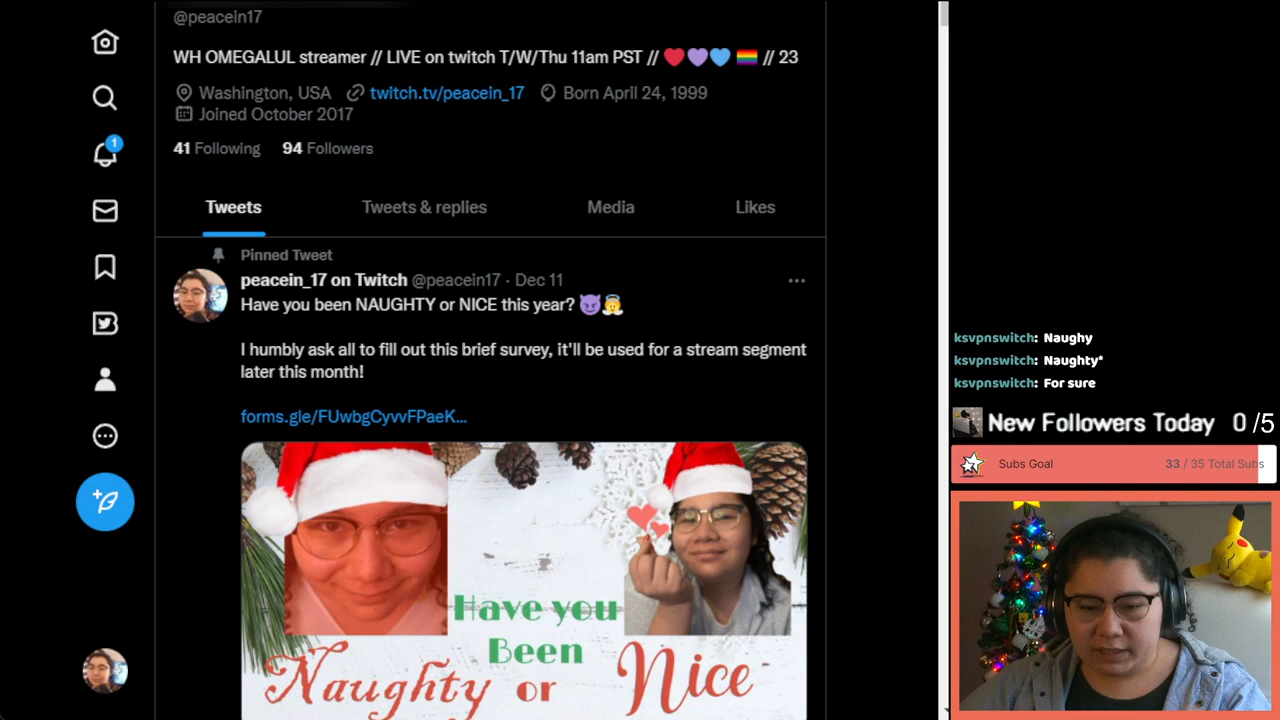 @peacein17
WH OMEGALUL streamer // LIVE on twitch T/W/Thu 11am PST // ❤️💜💙 🏳️‍🌈 // 23
Washington, USA twitch.tv/peacein_17 Born April 24, 1999
Joined October 2017
41 Following 94 Followers
Tweets Tweets & replies Media Likes
Pinned Tweet
peacein_17 on Twitch @peacein17 · Dec 11
Have you been NAUGHTY or NICE this year? 😈👼
I humbly ask all to fill out this brief survey, it'll be used for a stream segment
later this month!
forms.gle/FUwbgCyvvFPaeK...
Have you
Been
Naughty or Nice
1
ksvpnswitch: Naughy
ksvpnswitch: Naughty*
ksvpnswitch: For sure
New Followers Today 0 /5
Subs Goal 33 / 35 Total Subs